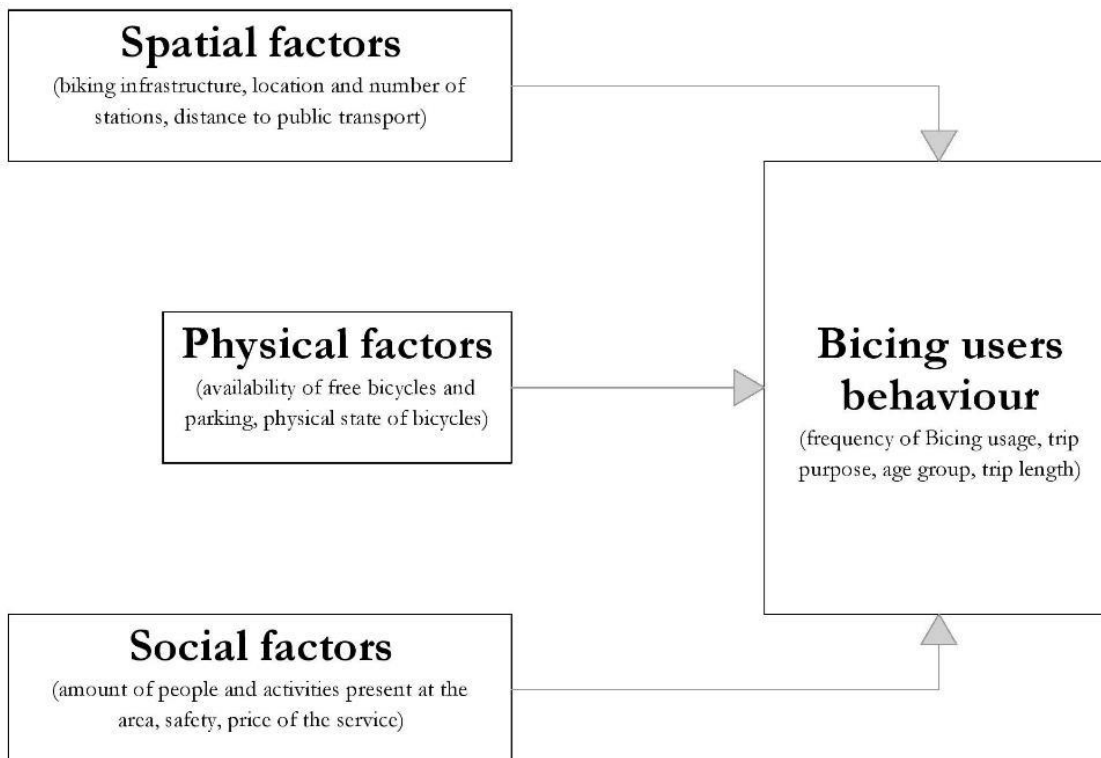 Spatial factors
(biking infrastructure, location and number of
stations, distance to public transport)
Physical factors
(availability of free bicycles and
parking, physical state of bicycles)
Bicing users
behaviour
(frequency of Bicing usage, trip
purpose, age group, trip length)
Social factors
(amount of people and activities present at the
area, safety, price of the service)